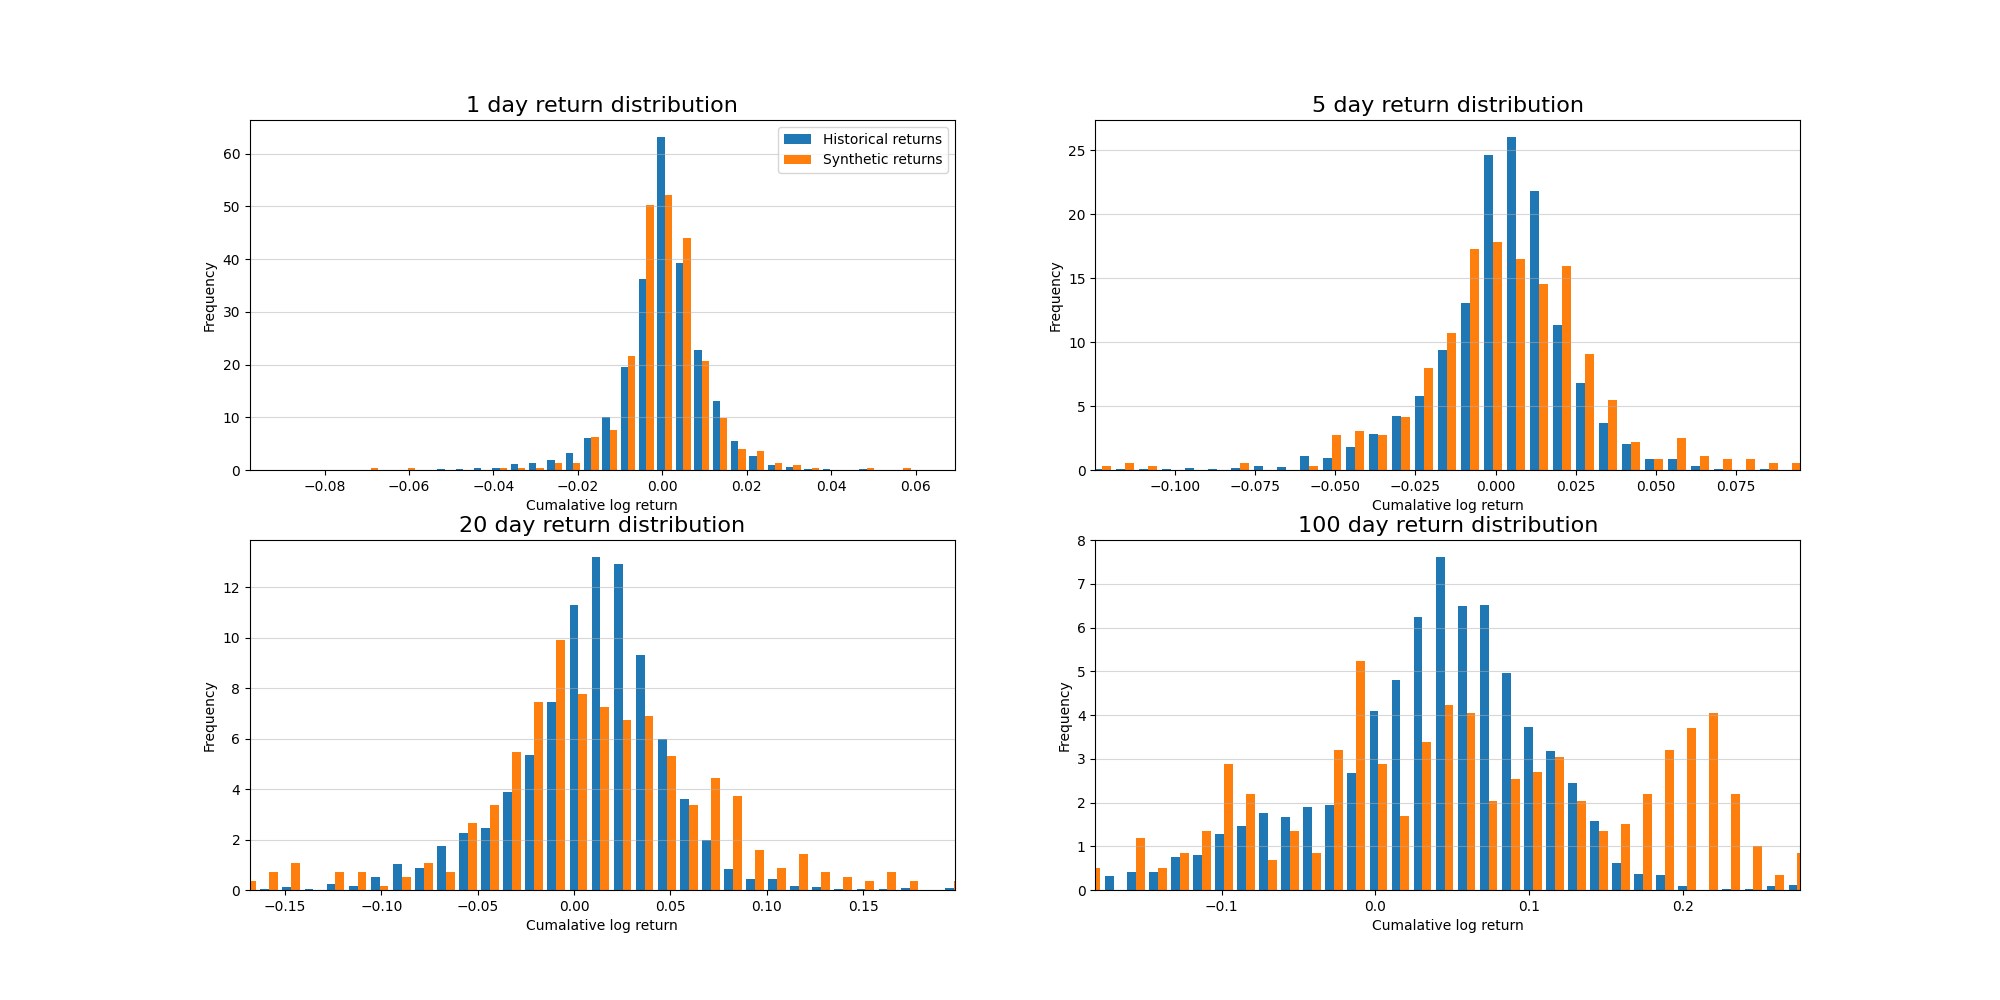 1 day return distribution
Frequency
60
50
40
30
20
10
0
Historical returns
Synthetic returns
−0.08 −0.06 −0.04 −0.02 0.00 0.02 0.04 0.06
Cumalative log return
5 day return distribution
Frequency
25
20
15
10
5
0
−0.100 −0.075 −0.050 −0.025 0.000 0.025 0.050 0.075
Cumalative log return
20 day return distribution
Frequency
12
10
8
6
4
2
0
−0.15 −0.10 −0.05 0.00 0.05 0.10 0.15
Cumalative log return
100 day return distribution
Frequency
8
7
6
5
4
3
2
1
0
−0.1 0.0 0.1 0.2
Cumalative log return